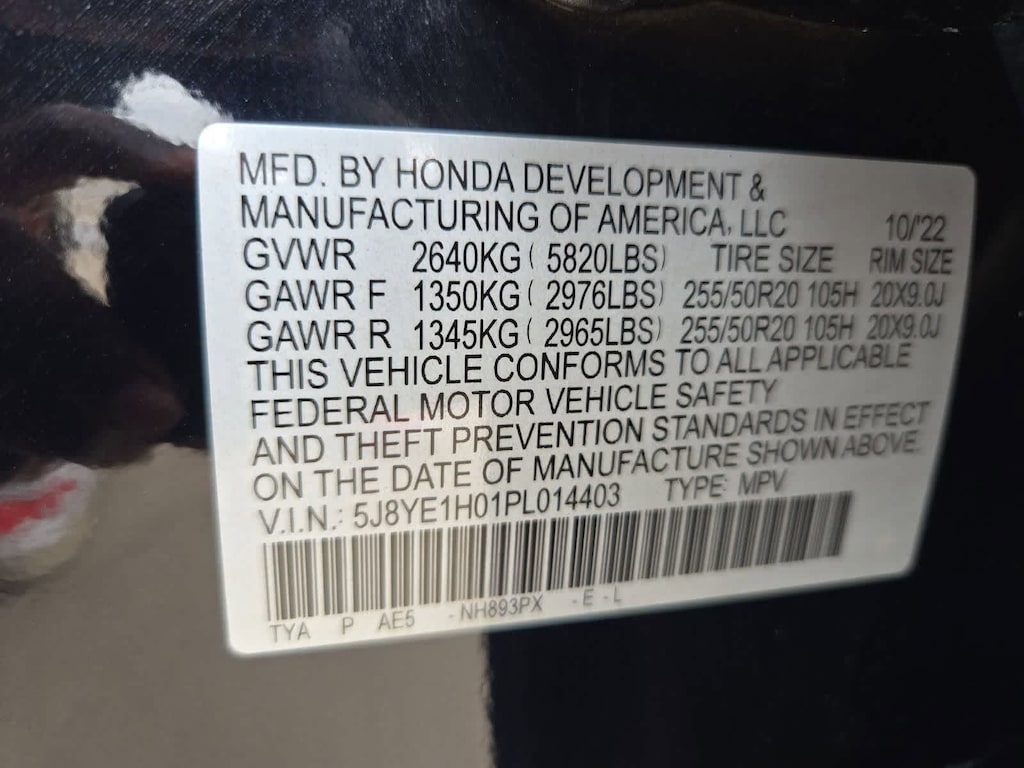 MFD. BY HONDA DEVELOPMENT &
MANUFACTURING OF AMERICA, LLC 10/'22
GVWR 2640KG ( 5820LBS) TIRE SIZE RIM SIZE
GAWR F 1350KG ( 2976LBS) 255/50R20 105H 20X9.0J
GAWR R 1345KG ( 2965LBS) 255/50R20 105H 20X9.0J
THIS VEHICLE CONFORMS TO ALL APPLICABLE
FEDERAL MOTOR VEHICLE SAFETY
AND THEFT PREVENTION STANDARDS IN EFFECT
ON THE DATE OF MANUFACTURE SHOWN ABOVE.
V.I.N.: 5J8YE1H01PL014403 TYPE: MPV
TYA P AE5 -NH893PX -E -L